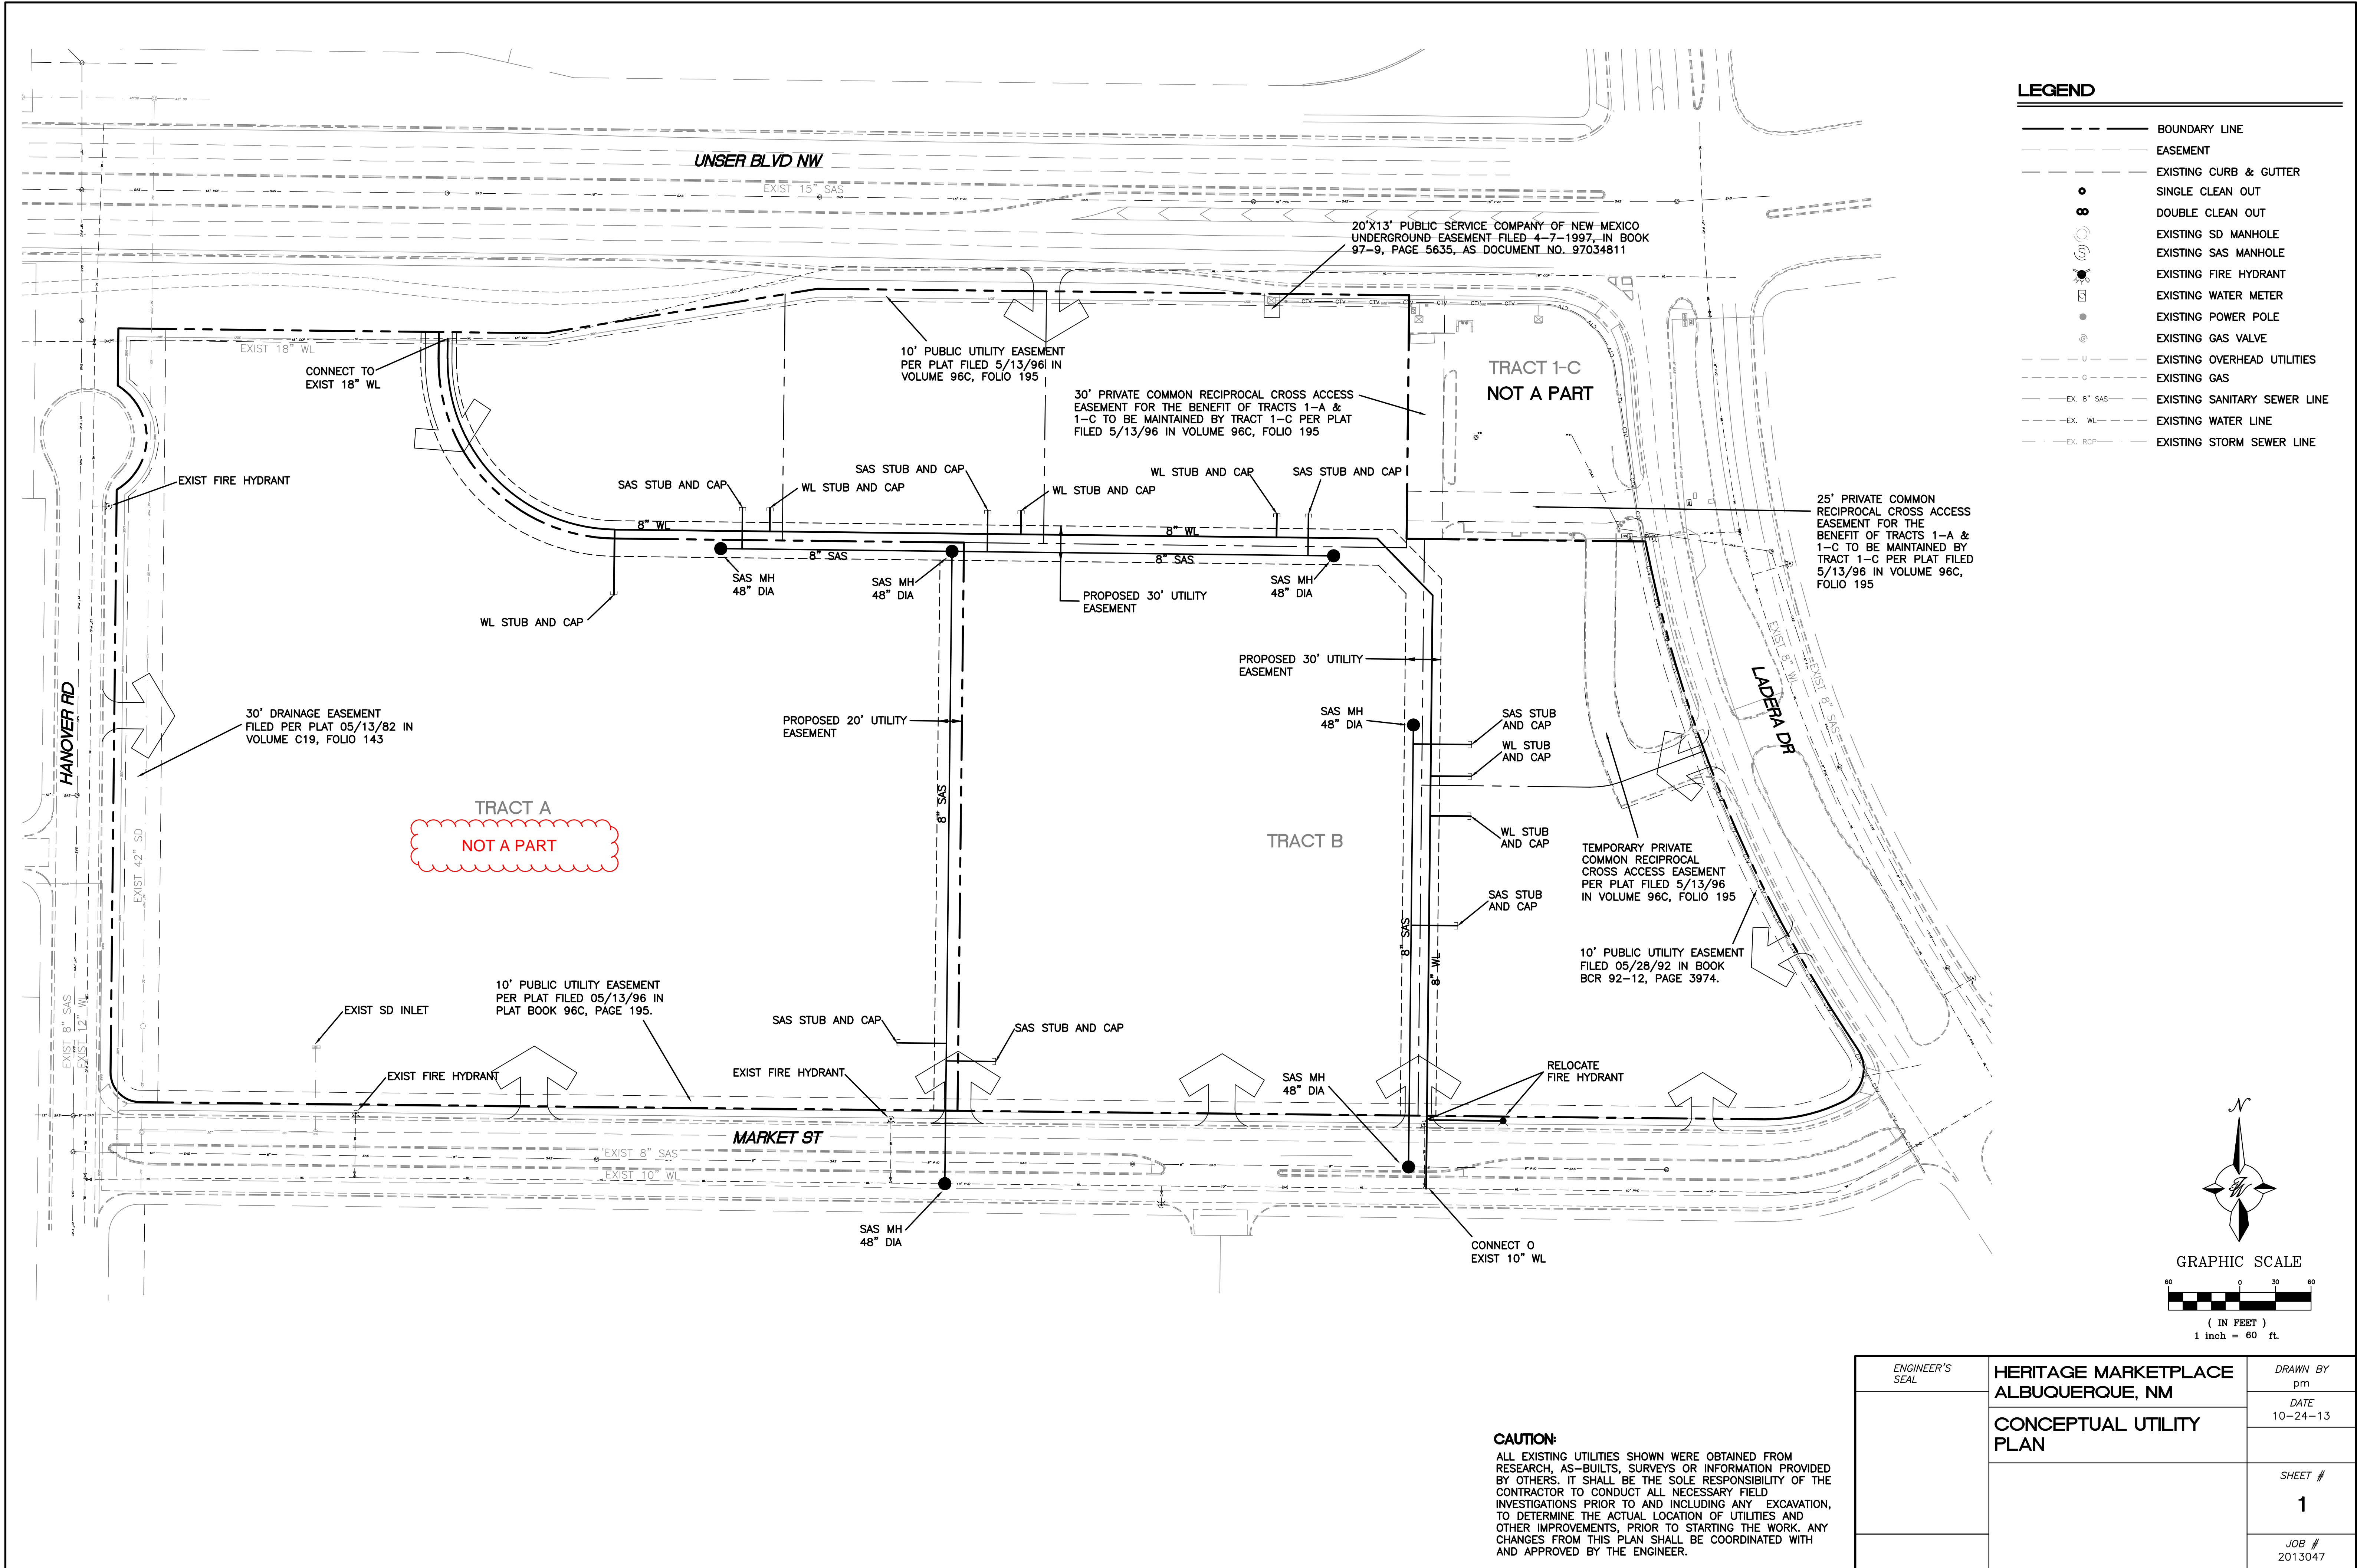 UNSER BLVD NW
EXIST 15" SAS
20'X13' PUBLIC SERVICE COMPANY OF NEW MEXICO
UNDERGROUND EASEMENT FILED 4-7-1997, IN BOOK
97-9, PAGE 5635, AS DOCUMENT NO. 97034811
EXIST 18" WL
CONNECT TO
EXIST 18" WL
10' PUBLIC UTILITY EASEMENT
PER PLAT FILED 5/13/96 IN
VOLUME 96C, FOLIO 195
30' PRIVATE COMMON RECIPROCAL CROSS ACCESS
EASEMENT FOR THE BENEFIT OF TRACTS 1-A &
1-C TO BE MAINTAINED BY TRACT 1-C PER PLAT
FILED 5/13/96 IN VOLUME 96C, FOLIO 195
TRACT 1-C
NOT A PART
EXIST FIRE HYDRANT
SAS STUB AND CAP
WL STUB AND CAP
SAS STUB AND CAP
WL STUB AND CAP
WL STUB AND CAP
SAS STUB AND CAP
25' PRIVATE COMMON
RECIPROCAL CROSS ACCESS
EASEMENT FOR THE
BENEFIT OF TRACTS 1-A &
1-C TO BE MAINTAINED BY
TRACT 1-C PER PLAT FILED
5/13/96 IN VOLUME 96C,
FOLIO 195
8" WL
8" WL
8" SAS
8" SAS
SAS MH
48" DIA
SAS MH
48" DIA
SAS MH
48" DIA
PROPOSED 30' UTILITY
EASEMENT
WL STUB AND CAP
PROPOSED 30' UTILITY
EASEMENT
EXIST 8" WL
EXIST 8" SAS
LADERA DR
HANOVER RD
30' DRAINAGE EASEMENT
FILED PER PLAT 05/13/82 IN
VOLUME C19, FOLIO 143
PROPOSED 20' UTILITY
EASEMENT
SAS MH
48" DIA
SAS STUB
AND CAP
WL STUB
AND CAP
8" SAS
TRACT A
NOT A PART
TRACT B
WL STUB
AND CAP
TEMPORARY PRIVATE
COMMON RECIPROCAL
CROSS ACCESS EASEMENT
PER PLAT FILED 5/13/96
IN VOLUME 96C, FOLIO 195
EXIST 42" SD
SAS STUB
AND CAP
8" SAS
8" WL
10' PUBLIC UTILITY EASEMENT
FILED 05/28/92 IN BOOK
BCR 92-12, PAGE 3974.
EXIST 8" SAS
EXIST 12" WL
EXIST SD INLET
10' PUBLIC UTILITY EASEMENT
PER PLAT FILED 05/13/96 IN
PLAT BOOK 96C, PAGE 195.
SAS STUB AND CAP
SAS STUB AND CAP
EXIST FIRE HYDRANT
EXIST FIRE HYDRANT
SAS MH
48" DIA
RELOCATE
FIRE HYDRANT
MARKET ST
EXIST 8" SAS
EXIST 10" WL
SAS MH
48" DIA
CONNECT O
EXIST 10" WL
LEGEND
BOUNDARY LINE
EASEMENT
EXISTING CURB & GUTTER
SINGLE CLEAN OUT
DOUBLE CLEAN OUT
EXISTING SD MANHOLE
EXISTING SAS MANHOLE
EXISTING FIRE HYDRANT
EXISTING WATER METER
EXISTING POWER POLE
EXISTING GAS VALVE
U EXISTING OVERHEAD UTILITIES
G EXISTING GAS
EX. 8" SAS EXISTING SANITARY SEWER LINE
EX. WL EXISTING WATER LINE
EX. RCP EXISTING STORM SEWER LINE
N
GRAPHIC SCALE
60 0 30 60
( IN FEET )
1 inch = 60 ft.
CAUTION:
ALL EXISTING UTILITIES SHOWN WERE OBTAINED FROM
RESEARCH, AS-BUILTS, SURVEYS OR INFORMATION PROVIDED
BY OTHERS. IT SHALL BE THE SOLE RESPONSIBILITY OF THE
CONTRACTOR TO CONDUCT ALL NECESSARY FIELD
INVESTIGATIONS PRIOR TO AND INCLUDING ANY EXCAVATION,
TO DETERMINE THE ACTUAL LOCATION OF UTILITIES AND
OTHER IMPROVEMENTS, PRIOR TO STARTING THE WORK. ANY
CHANGES FROM THIS PLAN SHALL BE COORDINATED WITH
AND APPROVED BY THE ENGINEER.
ENGINEER'S
SEAL
HERITAGE MARKETPLACE
ALBUQUERQUE, NM
CONCEPTUAL UTILITY
PLAN
DRAWN BY
pm
DATE
10-24-13
SHEET #
1
JOB #
2013047